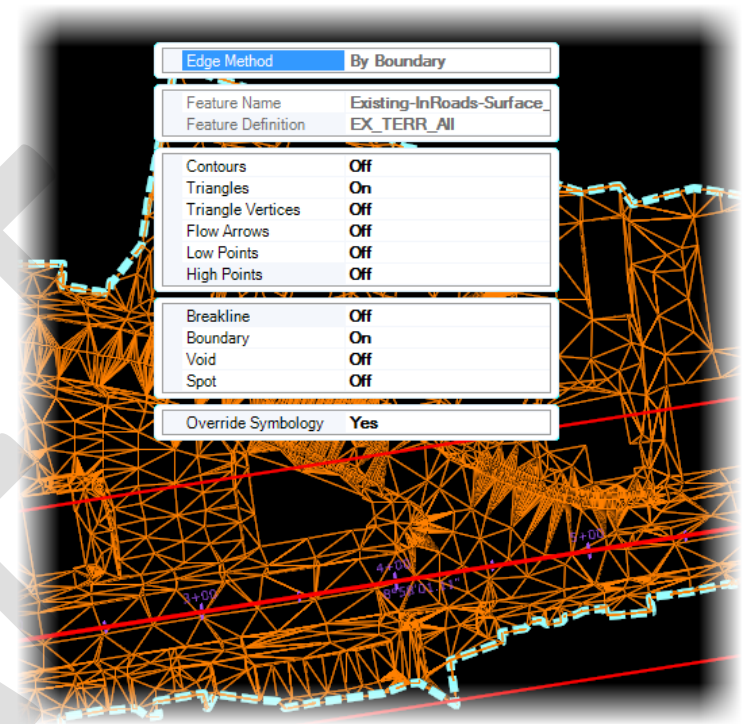 Edge Method By Boundary
Feature Name Existing-InRoads-Surface_
Feature Definition EX_TERR_All
Contours Off
Triangles On
Triangle Vertices Off
Flow Arrows Off
Low Points Off
High Points Off
Breakline Off
Boundary On
Void Off
Spot Off
Override Symbology Yes
5+00
4+00
3+00